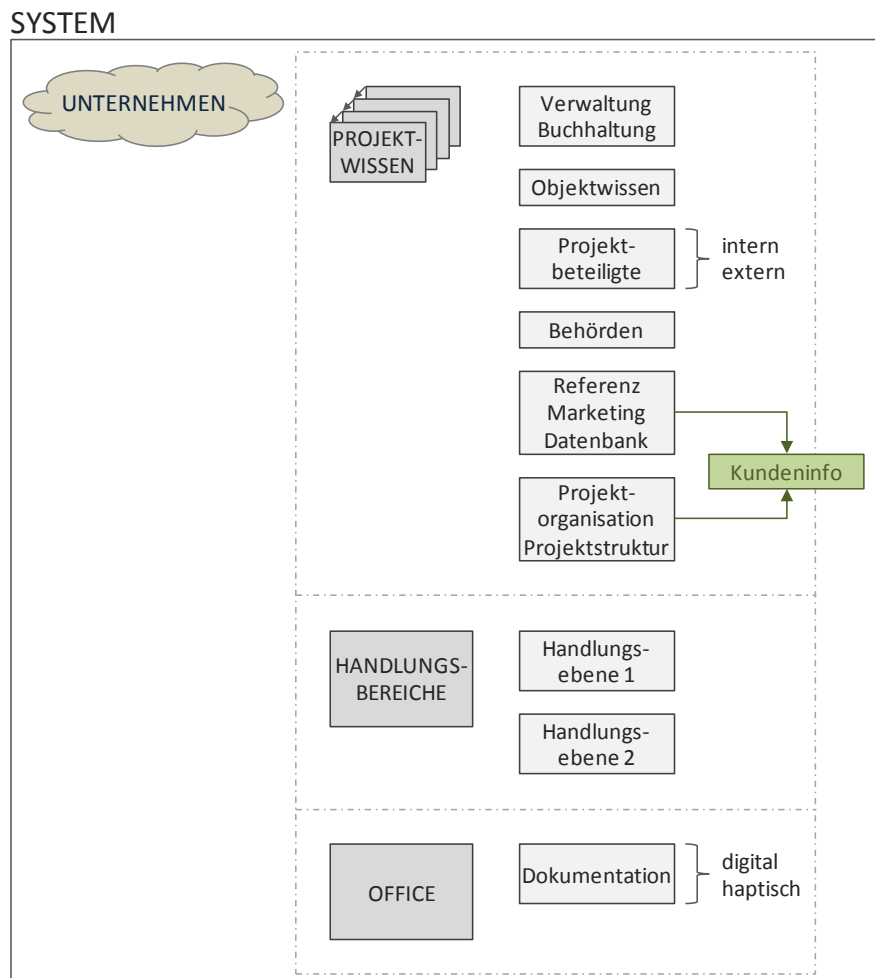 SYSTEM
UNTERNEHMEN
PROJEKT-
WISSEN
Verwaltung
Buchhaltung
Objektwissen
Projekt-
beteiligte
intern
extern
Behörden
Referenz
Marketing
Datenbank
Kundeninfo
Projekt-
organisation
Projektstruktur
HANDLUNGS-
BEREICHE
Handlungs-
ebene 1
Handlungs-
ebene 2
OFFICE
Dokumentation
digital
haptisch